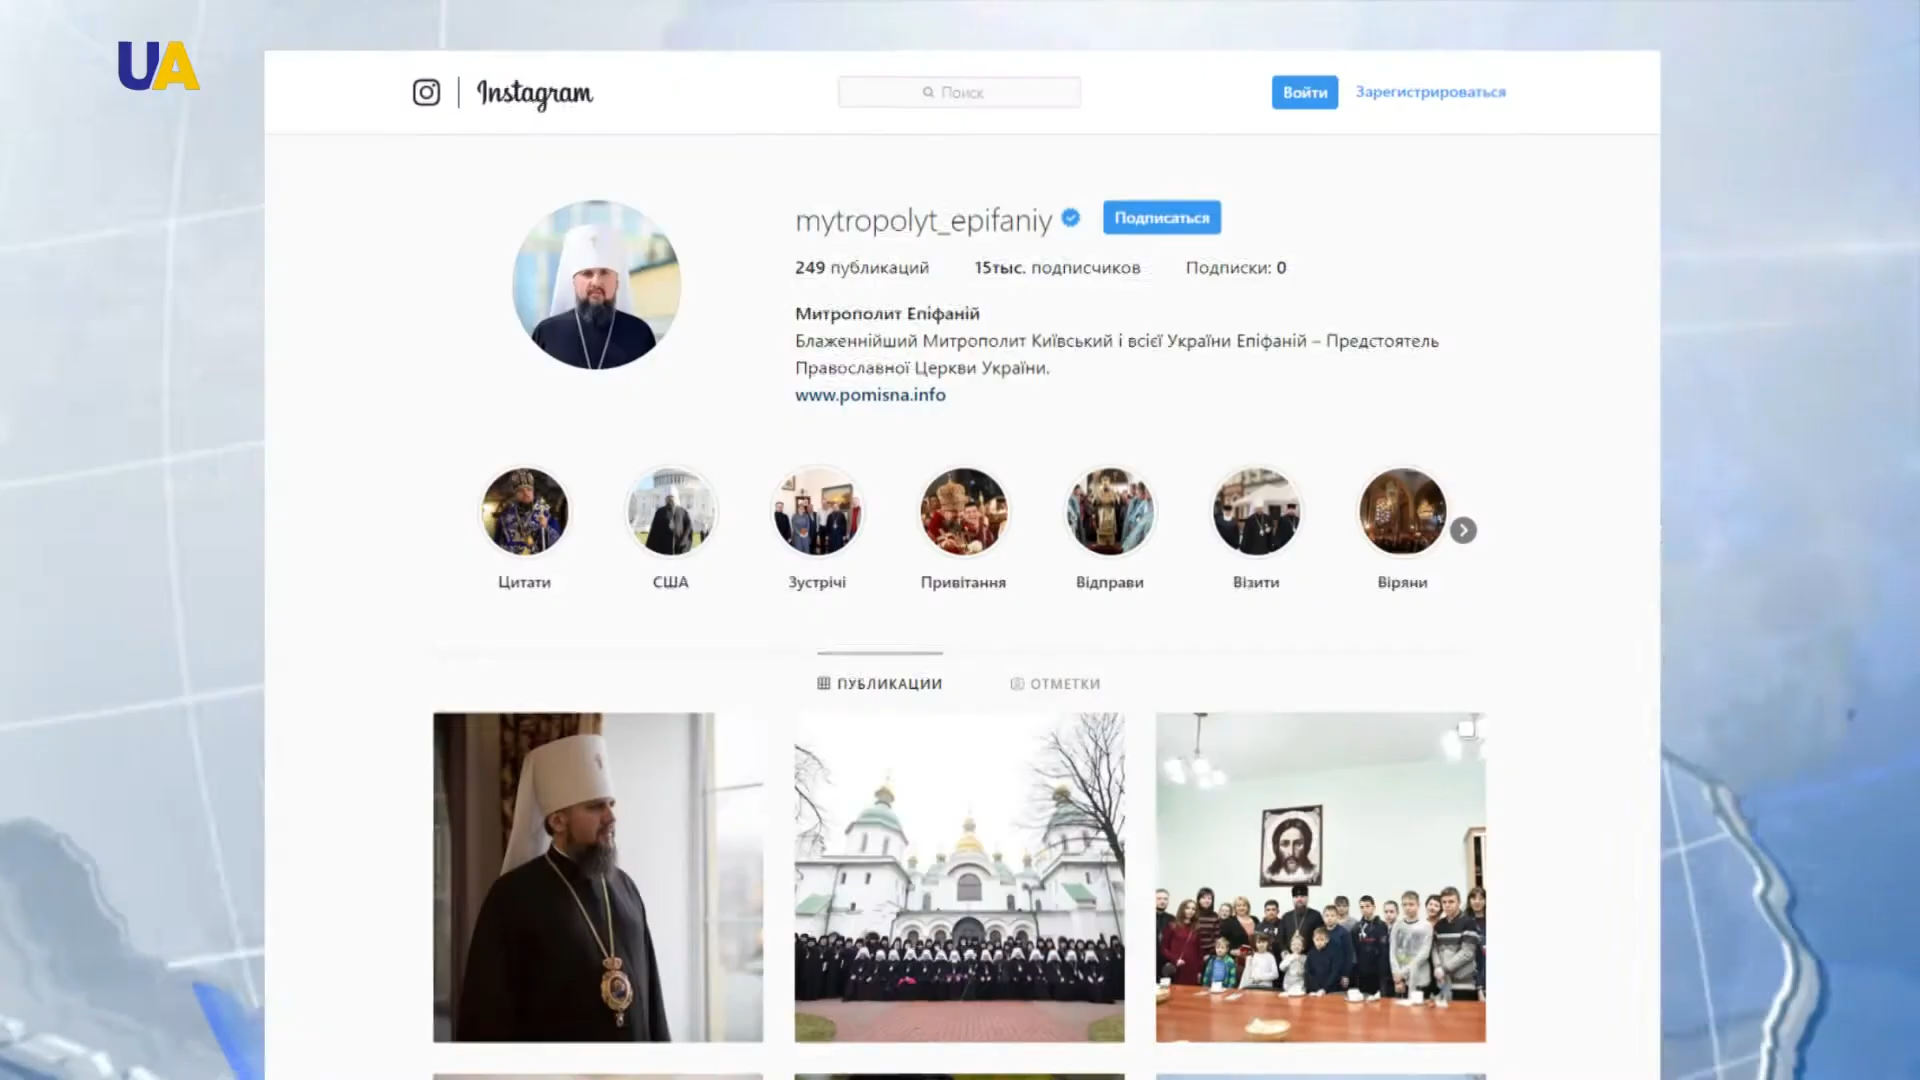 UA
Instagram
Поиск
Войти
Зарегистрироваться
mytropolyt_epifaniy
Подписаться
249 публикаций
15тыс. подписчиков
Подписки: 0
Митрополит Епіфаній
Блаженнійший Митрополит Київський і всієї України Епіфаній – Предстоятель
Православної Церкви України.
www.pomisna.info
Цитати
США
Зустрічі
Привітання
Відправи
Візити
Віряни
ПУБЛИКАЦИИ
ОТМЕТКИ